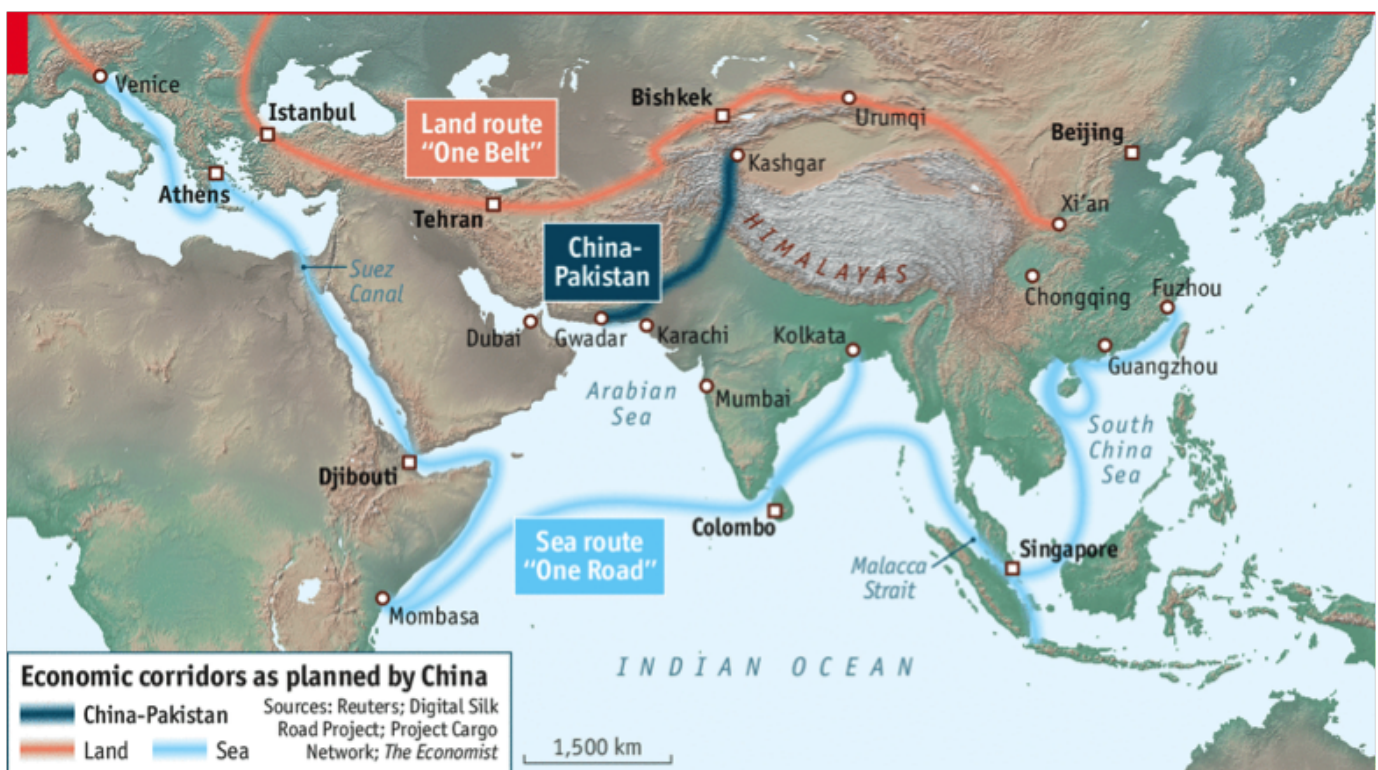 Venice
Istanbul
Athens
Land route
"One Belt"
Tehran
Bishkek
Urumqi
Kashgar
Beijing
Xi'an
HIMALAYAS
China-
Pakistan
Suez
Canal
Chongqing
Fuzhou
Guangzhou
Dubai
Gwadar
Karachi
Kolkata
Arabian
Sea
Mumbai
South
China
Sea
Djibouti
Colombo
Sea route
"One Road"
Malacca
Strait
Singapore
Mombasa
INDIAN OCEAN
Economic corridors as planned by China
China-Pakistan
Land
Sea
Sources: Reuters; Digital Silk
Road Project; Project Cargo
Network; The Economist
1,500 km